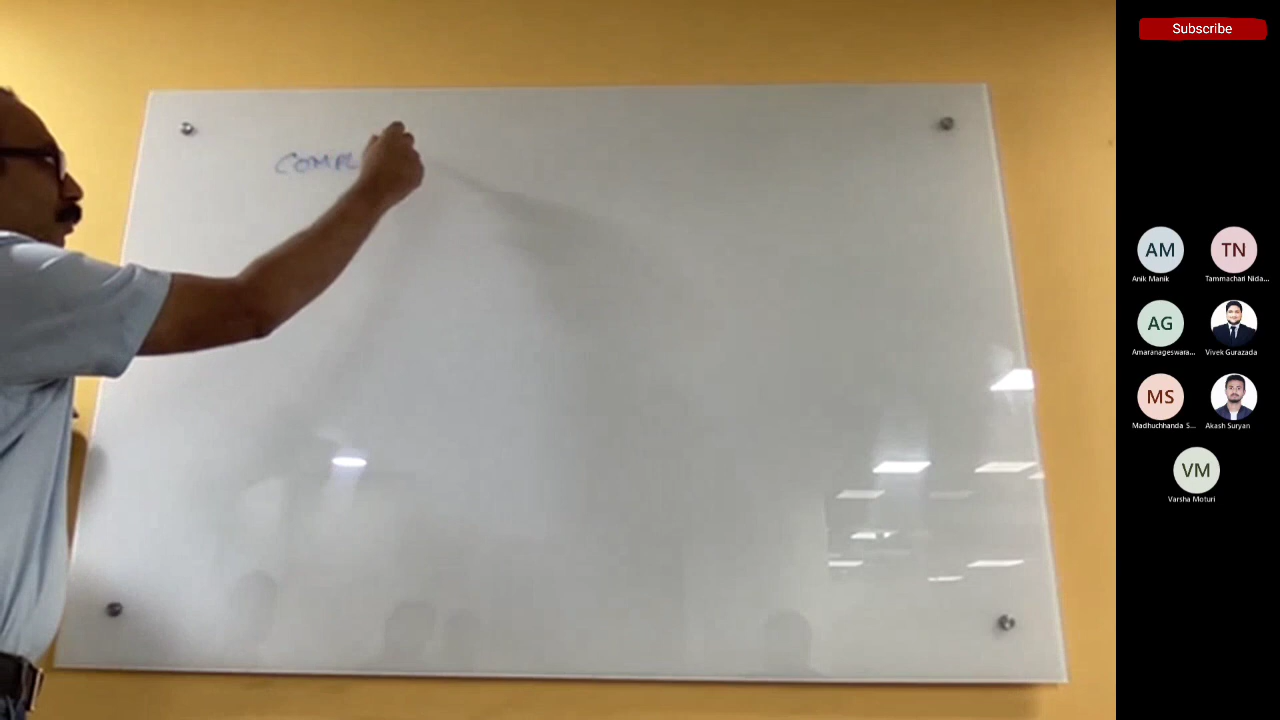 Subscribe
COMPL
AM
TN
Anik Manik
Tammachari Nida...
AG
Amaranageswara...
Vivek Gurazada
MS
Madhuchhanda S...
Akash Suryan
VM
Varsha Moturi